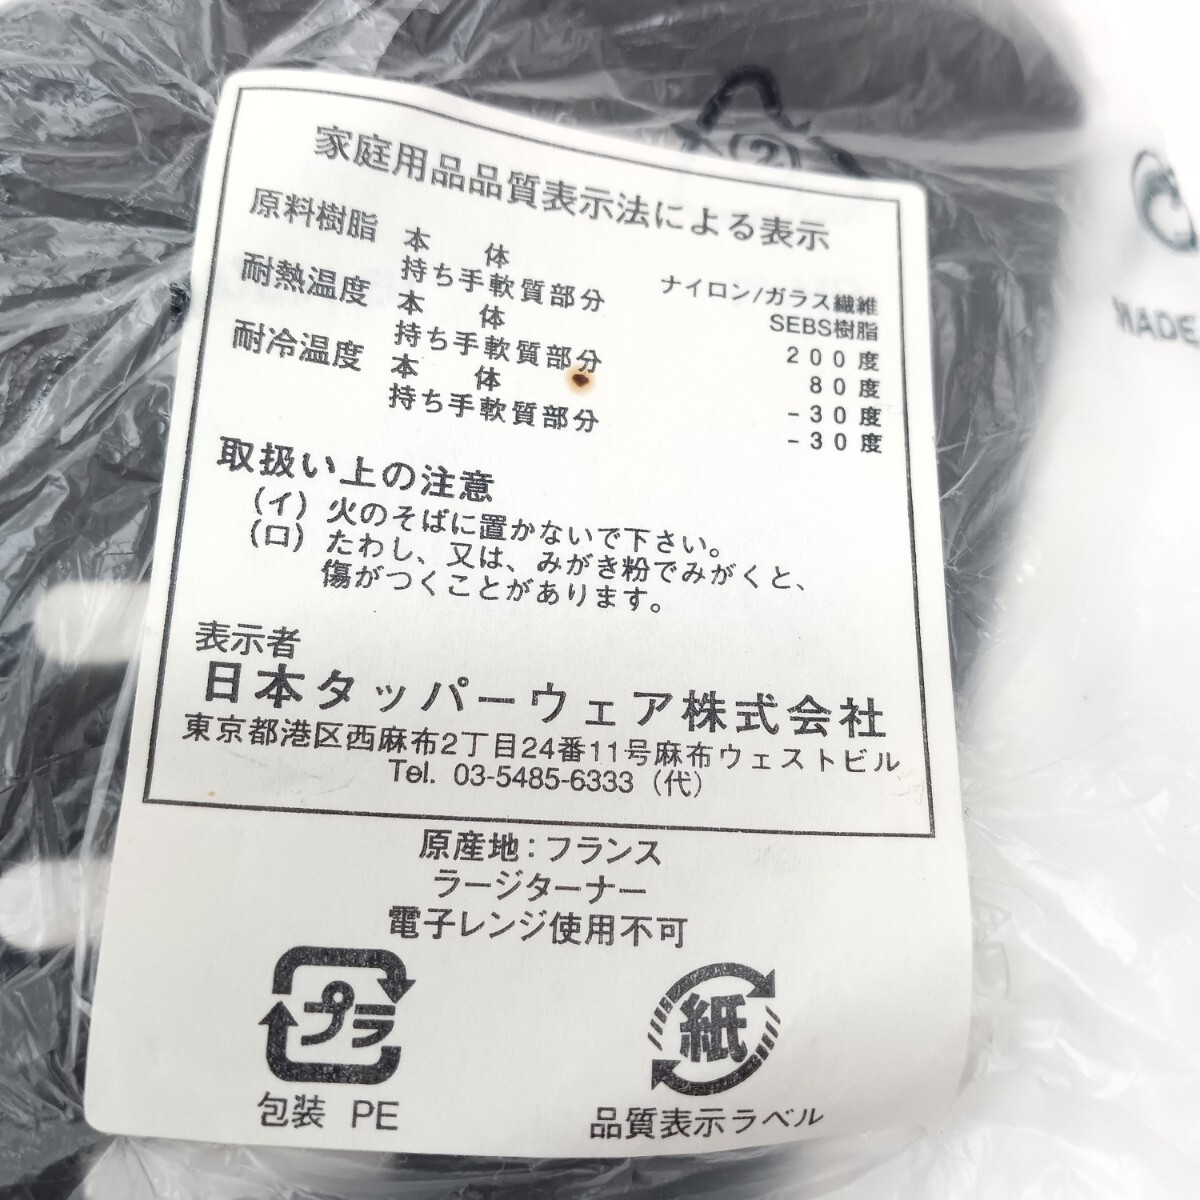 家庭用品品質表示法による表示
原料樹脂 本 体 ナイロン/ガラス繊維
持ち手軟質部分 SEBS樹脂
耐熱温度 本 体 200度
持ち手軟質部分 80度
耐冷温度 本 体 -30度
持ち手軟質部分 -30度
取扱い上の注意
(イ) 火のそばに置かないで下さい。
(ロ) たわし、又は、みがき粉でみがくと、
傷がつくことがあります。
表示者
日本タッパーウェア株式会社
東京都港区西麻布2丁目24番11号麻布ウェストビル
Tel. 03-5485-6333 (代)
原産地:フランス
ラージターナー
電子レンジ使用不可
プラ
包装 PE
紙
品質表示ラベル
2
MADE